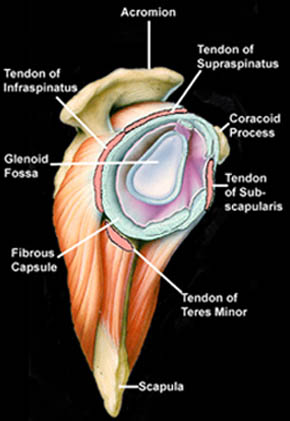 Acromion
Tendon of
Supraspinatus
Tendon of
Infraspinatus
Coracoid
Process
Glenoid
Fossa
Tendon
of Sub-
scapularis
Fibrous
Capsule
Tendon of
Teres Minor
Scapula